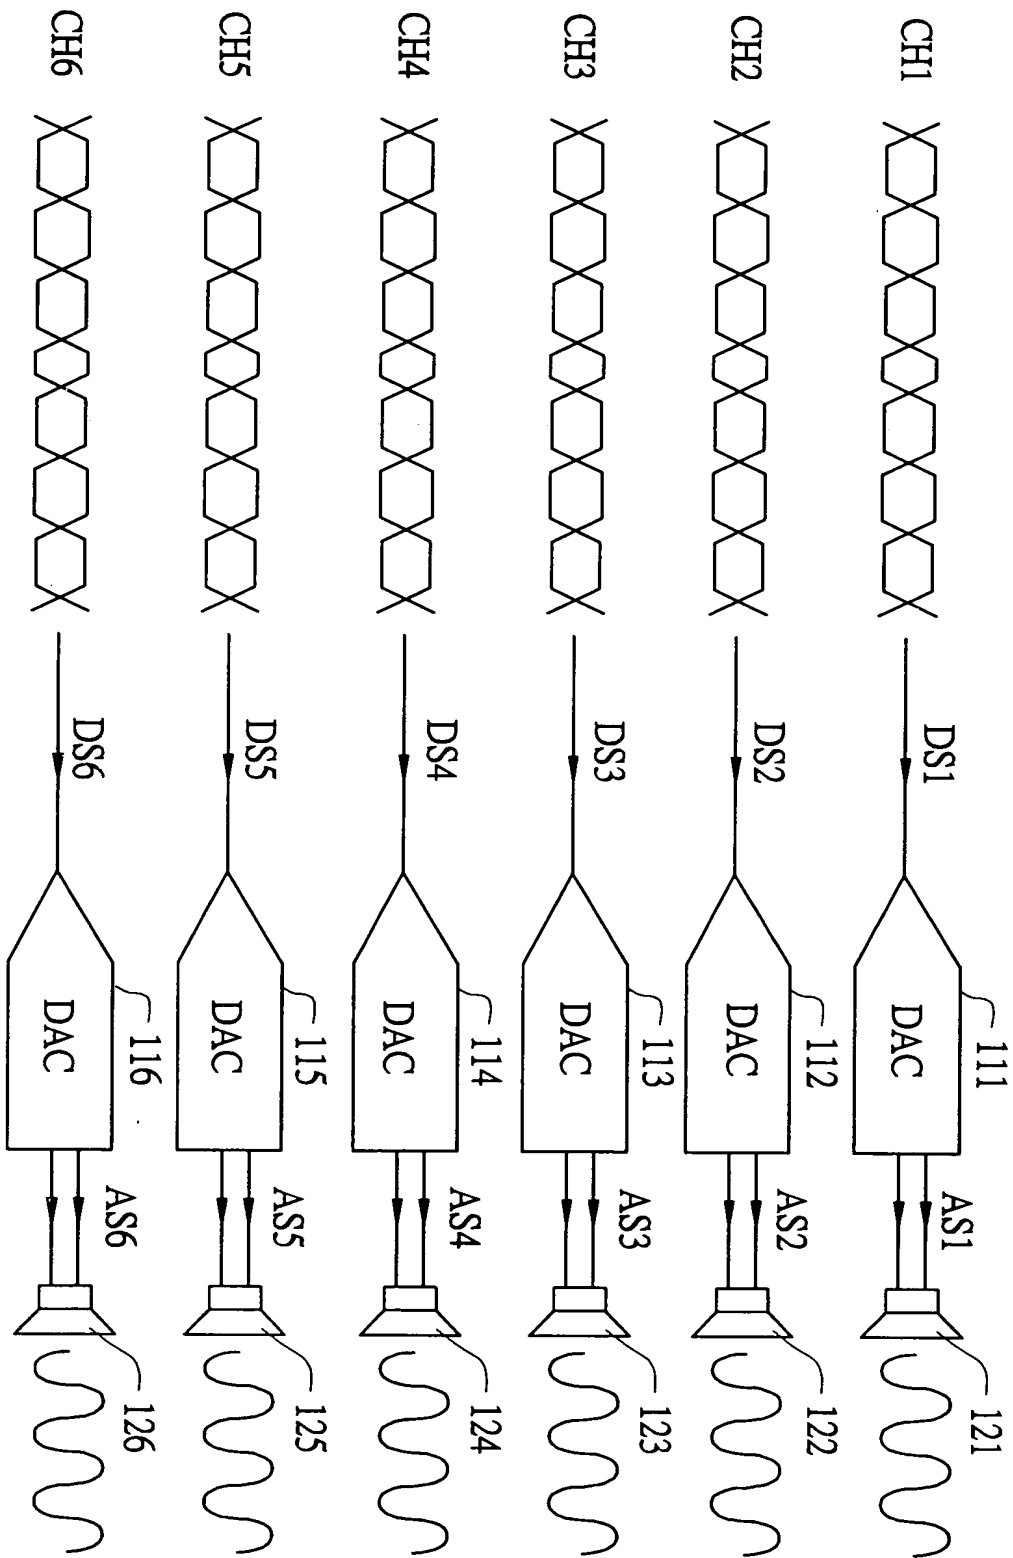 CH1
DS1
DAC
111
AS1
121
CH2
DS2
DAC
112
AS2
122
CH3
DS3
DAC
113
AS3
123
CH4
DS4
DAC
114
AS4
124
CH5
DS5
DAC
115
AS5
125
CH6
DS6
DAC
116
AS6
126